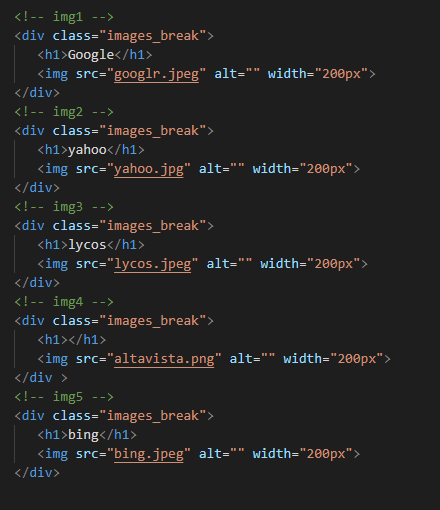 <!-- img1 -->
<div class="images_break">
<h1>Google</h1>
<img src="googlr.jpeg" alt="" width="200px">
</div>
<!-- img2 -->
<div class="images_break">
<h1>yahoo</h1>
<img src="yahoo.jpg" alt="" width="200px">
</div>
<!-- img3 -->
<div class="images_break">
<h1>lycos</h1>
<img src="lycos.jpeg" alt="" width="200px">
</div>
<!-- img4 -->
<div class="images_break">
<h1></h1>
<img src="altavista.png" alt="" width="200px">
</div >
<!-- img5 -->
<div class="images_break">
<h1>bing</h1>
<img src="bing.jpeg" alt="" width="200px">
</div>